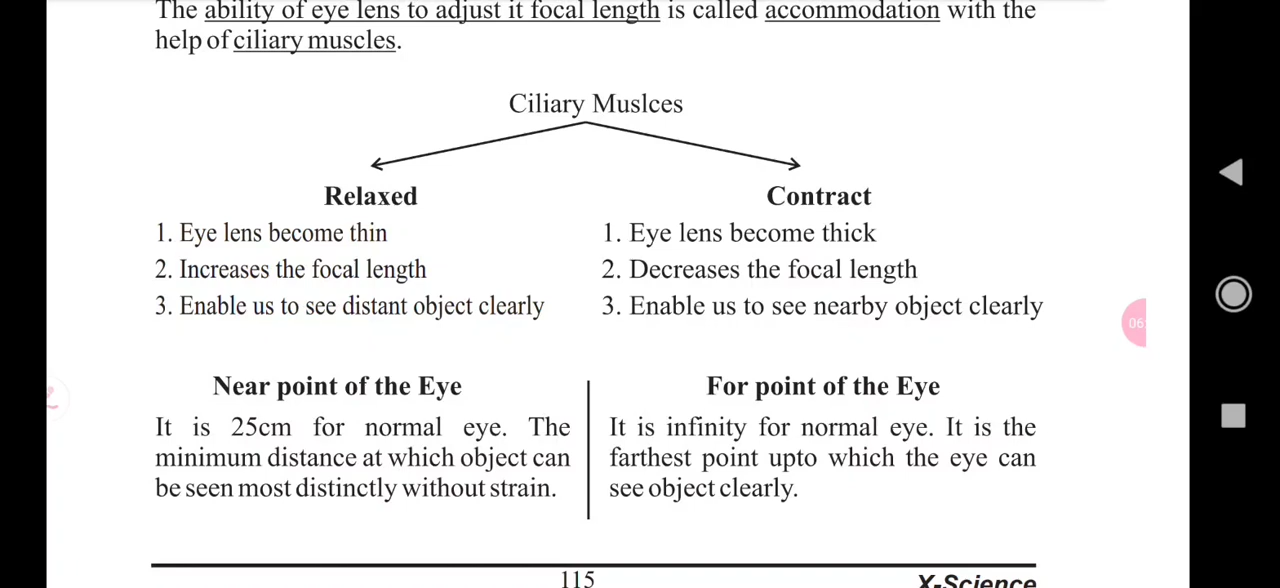 The ability of eye lens to adjust it focal length is called accommodation with the
help of ciliary muscles.
Ciliary Muslces
Relaxed
1. Eye lens become thin
2. Increases the focal length
3. Enable us to see distant object clearly
Contract
1. Eye lens become thick
2. Decreases the focal length
3. Enable us to see nearby object clearly
06:
Near point of the Eye
It is 25cm for normal eye. The
minimum distance at which object can
be seen most distinctly without strain.
For point of the Eye
It is infinity for normal eye. It is the
farthest point upto which the eye can
see object clearly.
115
X-Science